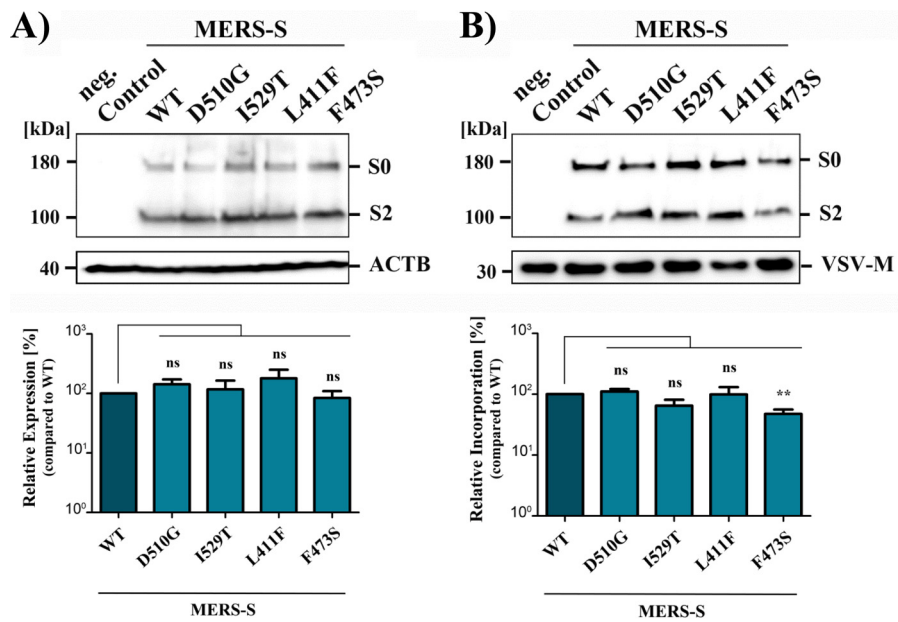 A)
MERS-S
neg.
Control
WT
D510G
I529T
L411F
F473S
[kDa]
180
S0
100
S2
40
ACTB
Relative Expression [%]
(compared to WT)
10³
10²
10¹
10⁰
ns
ns
ns
ns
WT
D510G
I529T
L411F
F473S
MERS-S
B)
MERS-S
neg.
Control
WT
D510G
I529T
L411F
F473S
[kDa]
180
S0
100
S2
30
VSV-M
Relative Incorporation [%]
(compared to WT)
10³
10²
10¹
10⁰
ns
ns
ns
**
WT
D510G
I529T
L411F
F473S
MERS-S